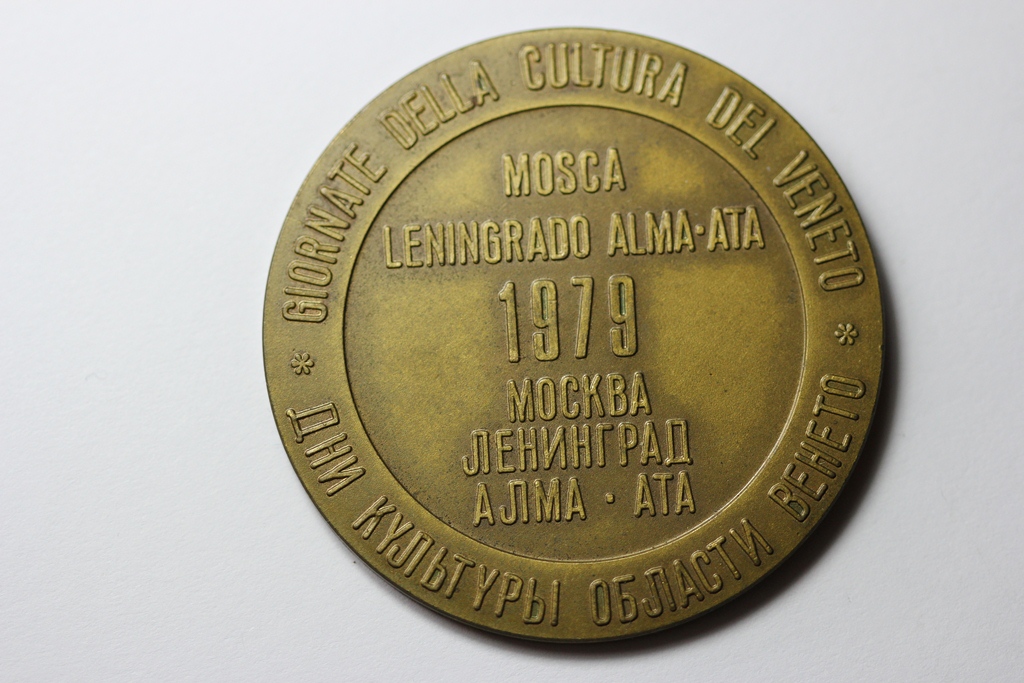 GIORNATE DELLA CULTURA DEL VENETO
MOSCA
LENINGRADO ALMA·ATA
1979
МОСКВА
ЛЕНИНГРАД
АЛМА · АТА
ДНИ КУЛЬТУРЫ ОБЛАСТИ ВЕНЕТО